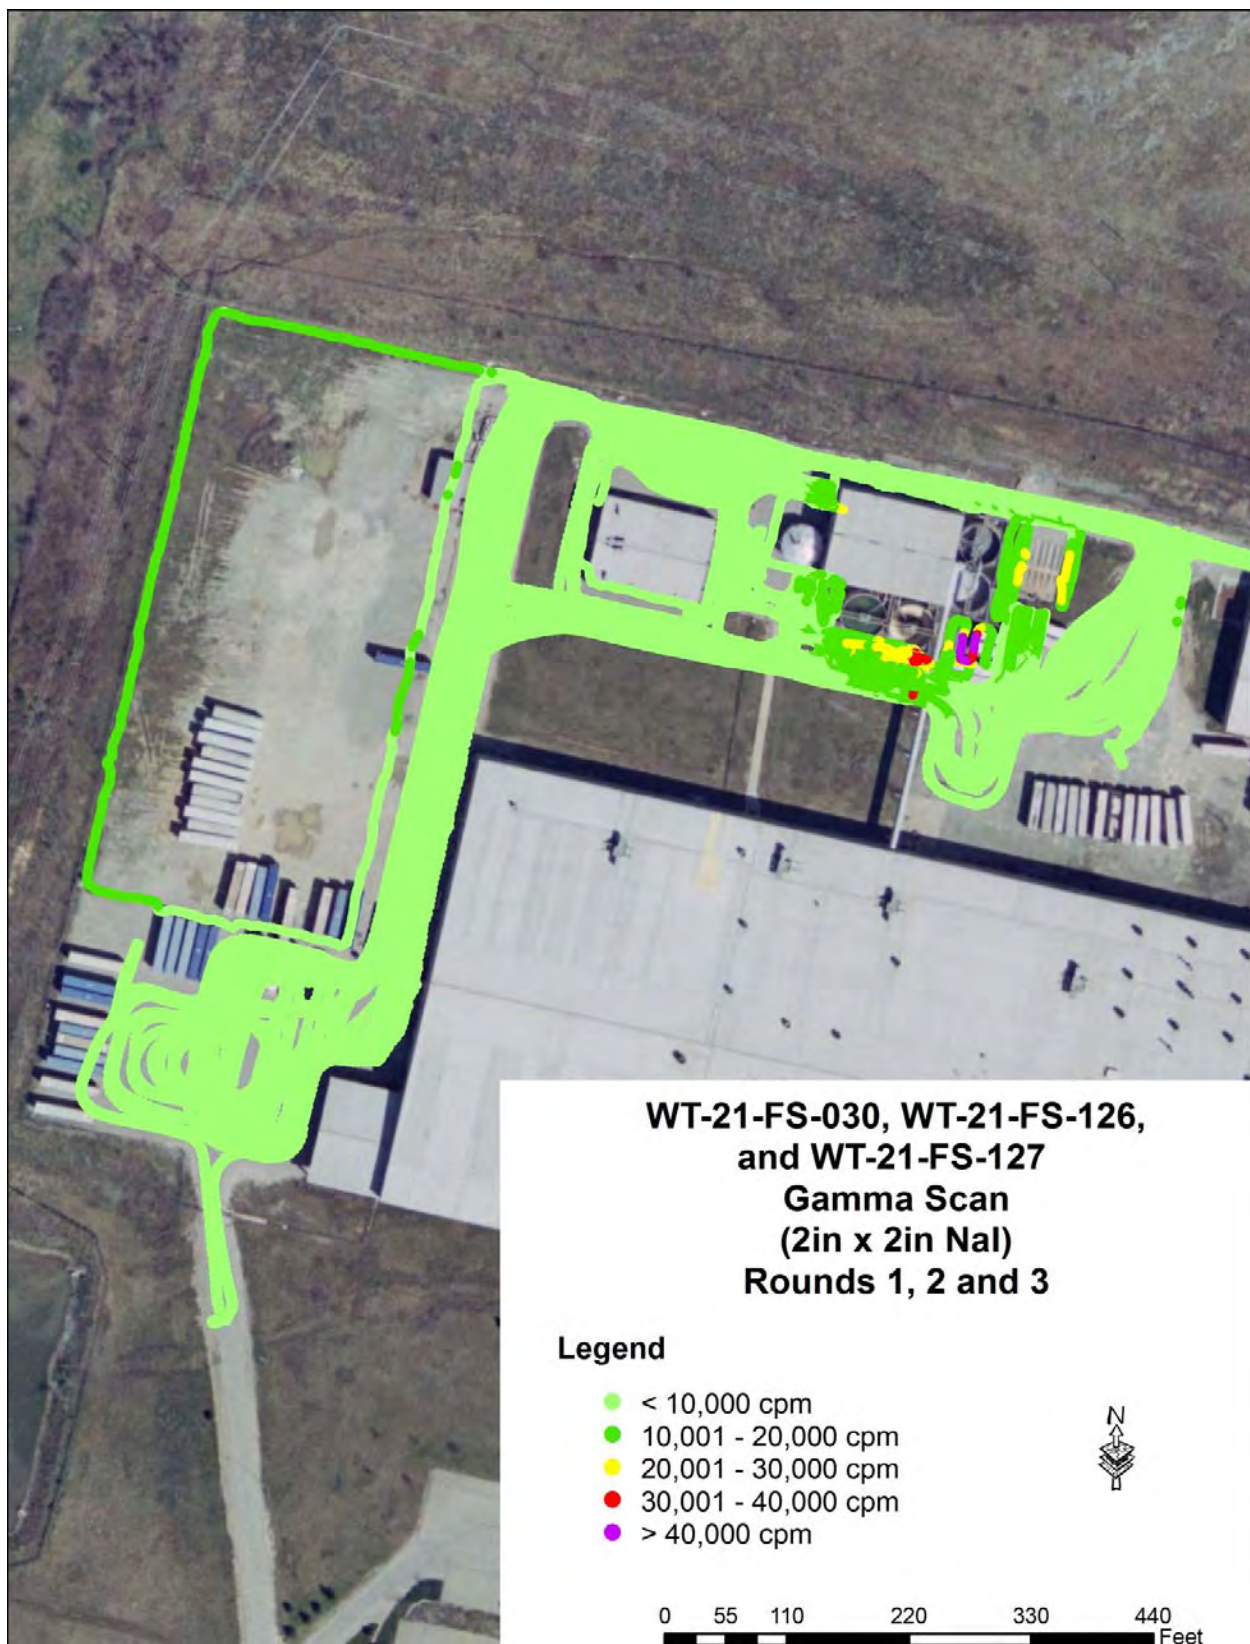 WT-21-FS-030, WT-21-FS-126,
and WT-21-FS-127
Gamma Scan
(2in x 2in NaI)
Rounds 1, 2 and 3
Legend
< 10,000 cpm
10,001 - 20,000 cpm
20,001 - 30,000 cpm
30,001 - 40,000 cpm
> 40,000 cpm
N
0 55 110 220 330 440
Feet